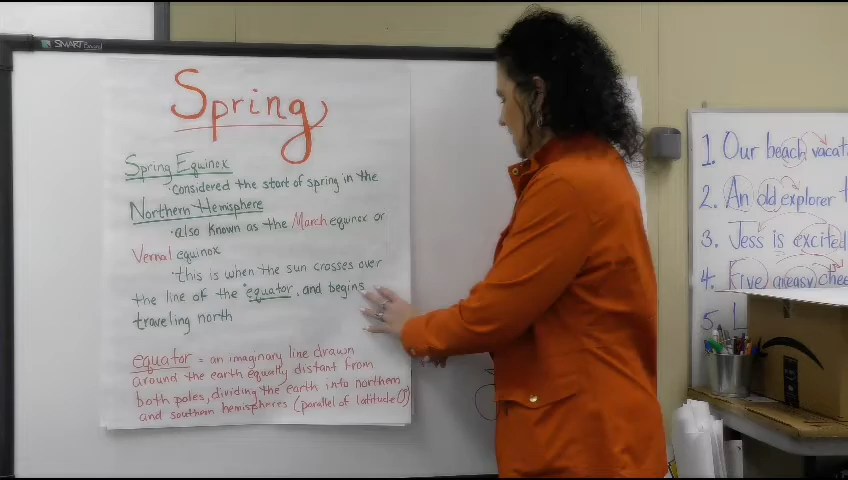 SMART Board
Spring
Spring Equinox
·considered the start of spring in the
Northern Hemisphere
·also known as the March equinox or
Vernal equinox
·this is when the sun crosses over
the line of the *equator, and begins
traveling north
equator = an imaginary line drawn
around the earth equally distant from
both poles, dividing the earth into northern
and southern hemispheres (parallel of latitude 0°)
1. Our beach
2. An old explorer
3. Jess is excited
4. Five greasy
5. L